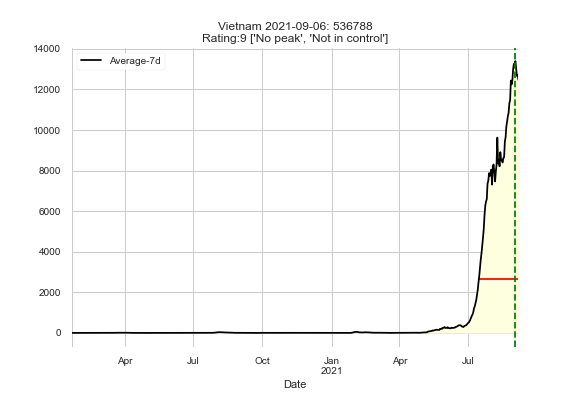 Vietnam 2021-09-06: 536788
Rating:9 ['No peak', 'Not in control']
14000
Average-7d
12000
10000
8000
6000
4000
2000
0
Apr Jul Oct Jan Apr Jul
2021
Date